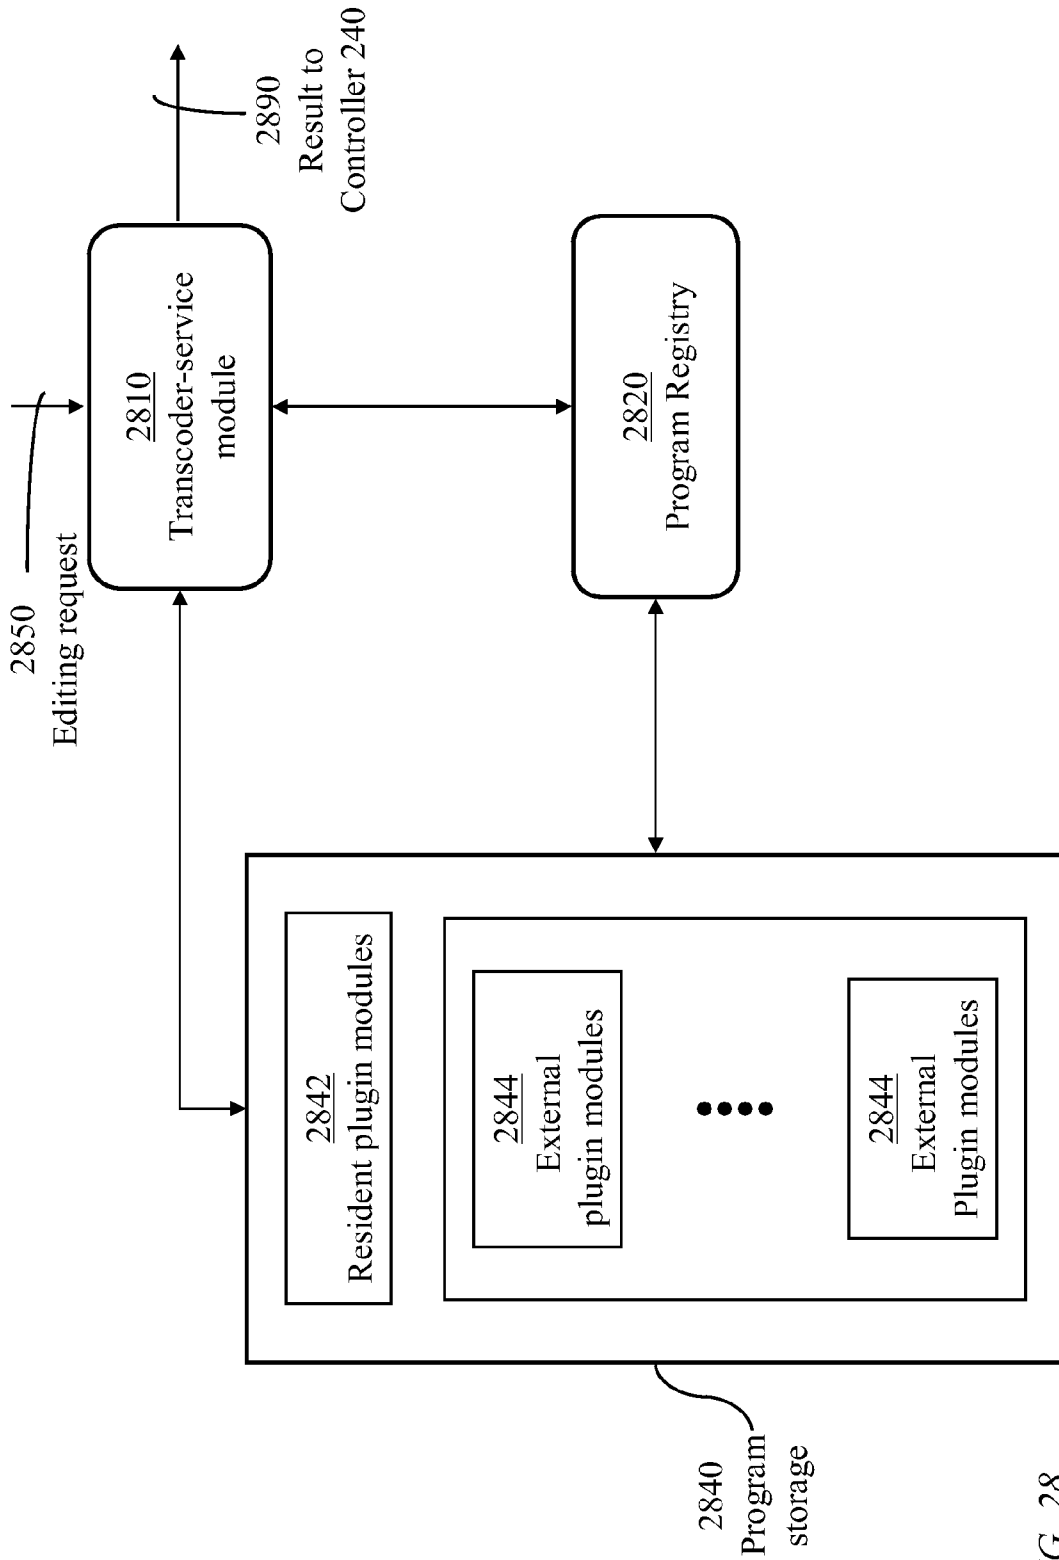 2850
Editing request
2810
Transcoder-service
module
2890
Result to
Controller 240
2842
Resident plugin modules
2844
External
plugin modules
2844
External
Plugin modules
2820
Program Registry
2840
Program
storage
G. 28